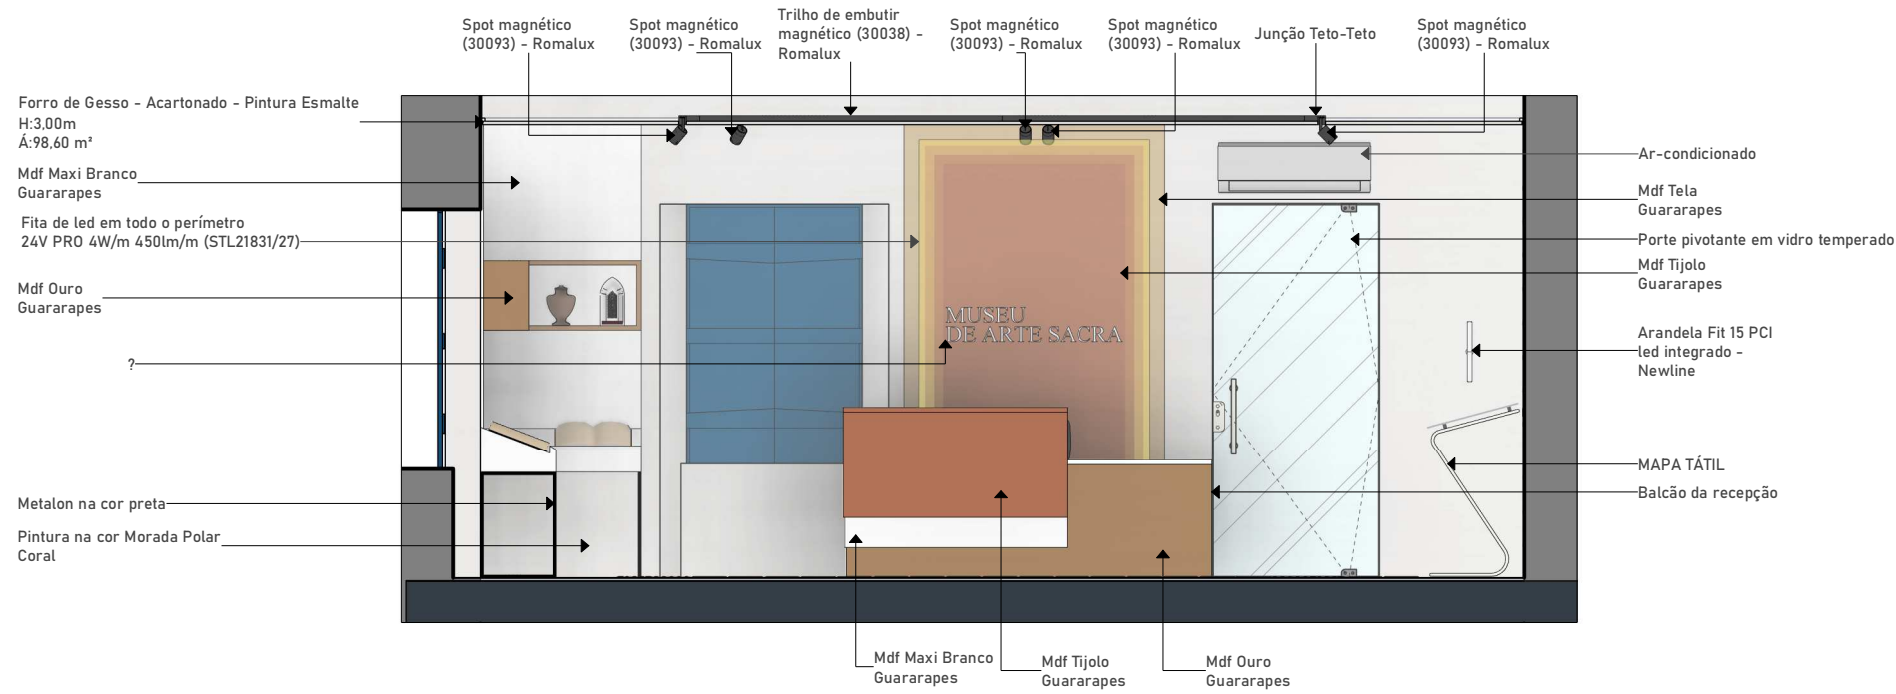 Spot magnético
(30093) - Romalux
Spot magnético
(30093) - Romalux
Trilho de embutir
magnético (30038) -
Romalux
Spot magnético
(30093) - Romalux
Spot magnético
(30093) - Romalux
Junção Teto-Teto
Spot magnético
(30093) - Romalux
Forro de Gesso - Acartonado - Pintura Esmalte
H:3,00m
Á:98,60 m²
Mdf Maxi Branco
Guararapes
Fita de led em todo o perímetro
24V PRO 4W/m 450lm/m (STL21831/27)
Mdf Ouro
Guararapes
?
Metalon na cor preta
Pintura na cor Morada Polar
Coral
MUSEU
DE ARTE SACRA
Ar-condicionado
Mdf Tela
Guararapes
Porte pivotante em vidro temperado
Mdf Tijolo
Guararapes
Arandela Fit 15 PCI
led integrado -
Newline
MAPA TÁTIL
Balcão da recepção
Mdf Maxi Branco
Guararapes
Mdf Tijolo
Guararapes
Mdf Ouro
Guararapes